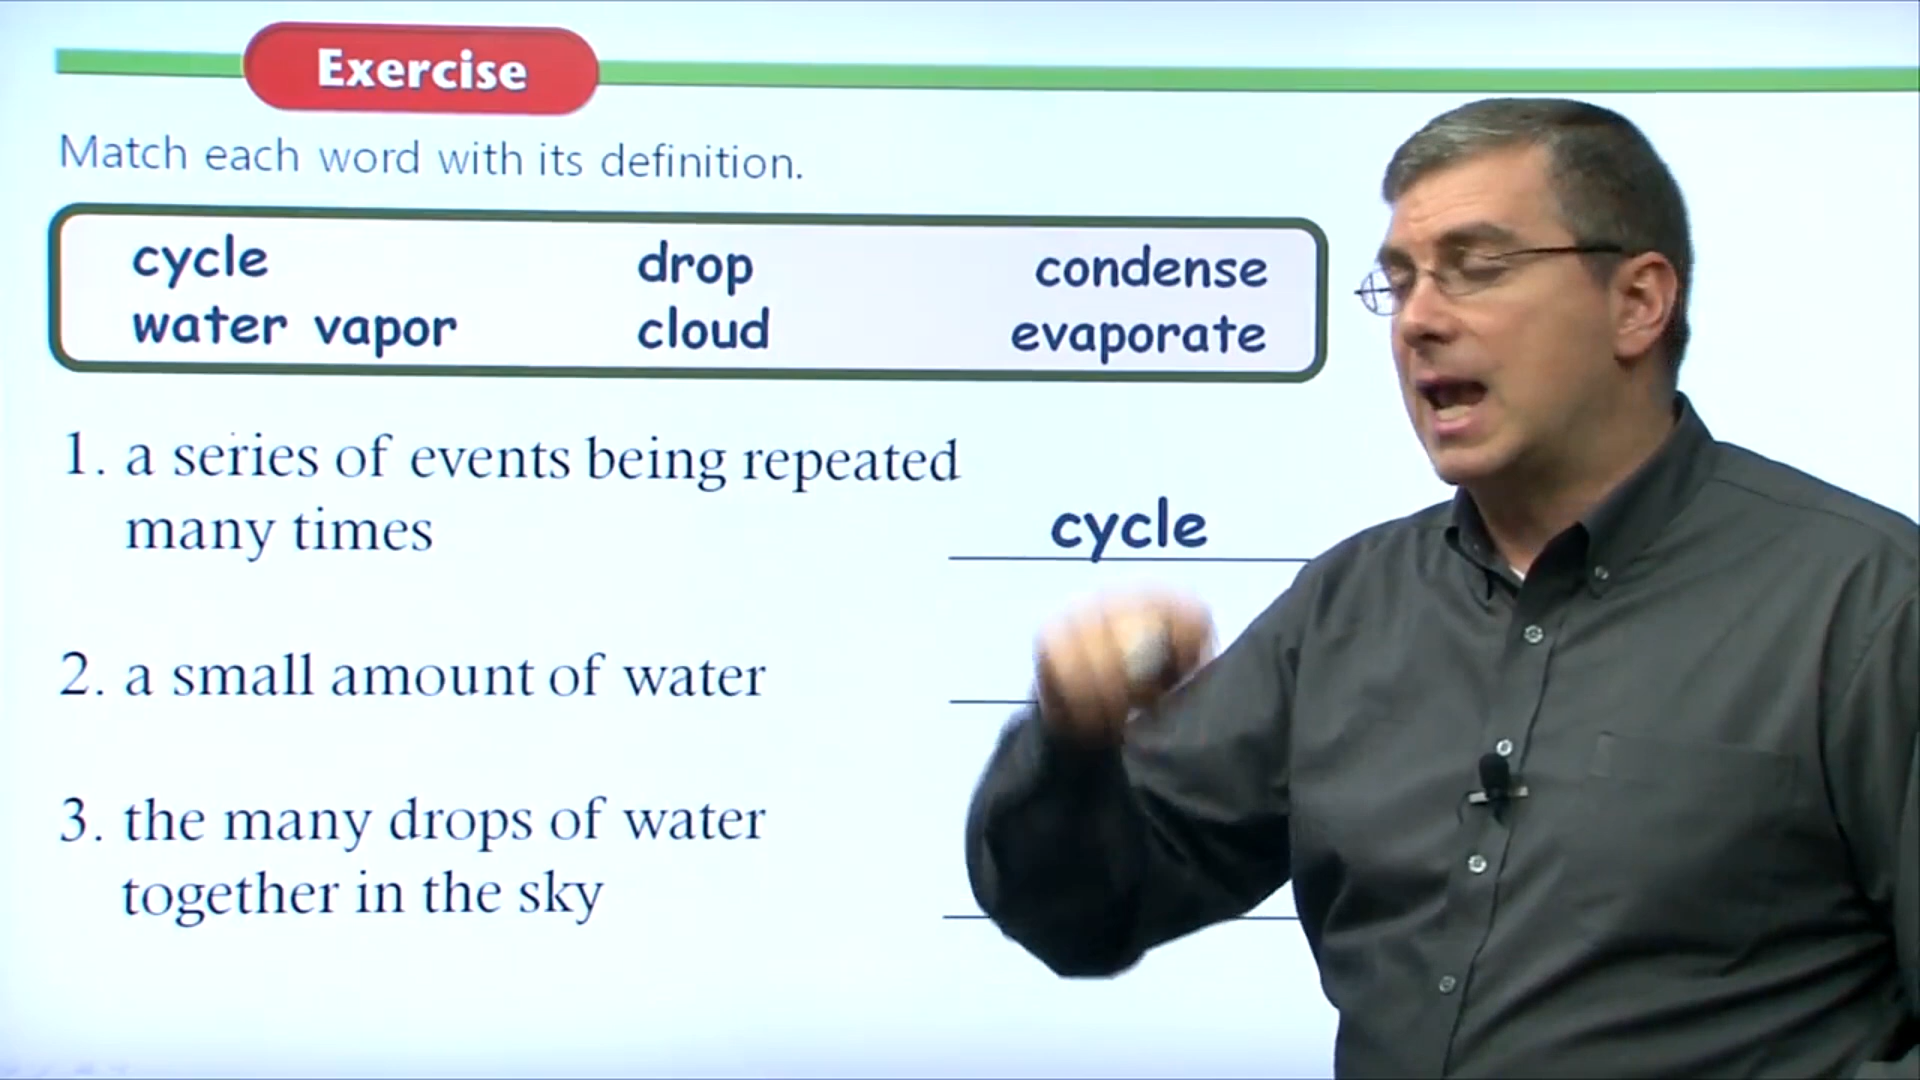 Exercise
Match each word with its definition.
cycle drop condense
water vapor cloud evaporate
1. a series of events being repeated
many times
cycle
2. a small amount of water
3. the many drops of water
together in the sky